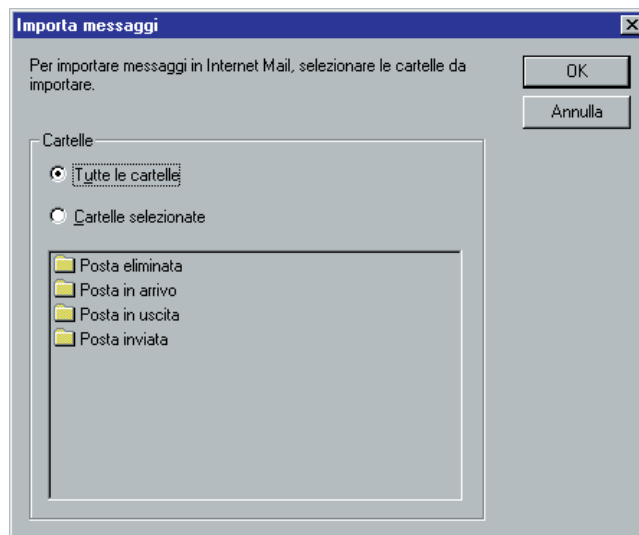 Importa messaggi
Per importare messaggi in Internet Mail, selezionare le cartelle da
importare.
OK
Annulla
Cartelle
Tutte le cartelle
Cartelle selezionate
Posta eliminata
Posta in arrivo
Posta in uscita
Posta inviata